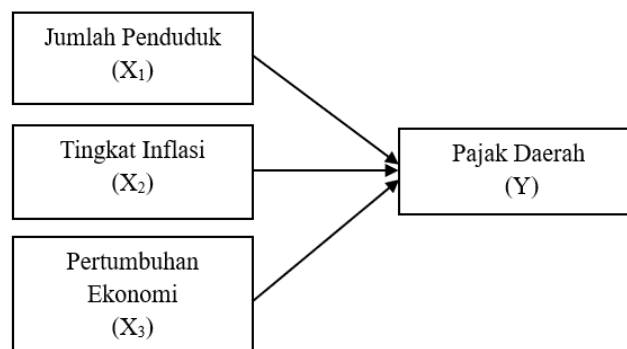 Jumlah Penduduk
(X₁)
Tingkat Inflasi
(X₂)
Pertumbuhan
Ekonomi
(X₃)
Pajak Daerah
(Y)